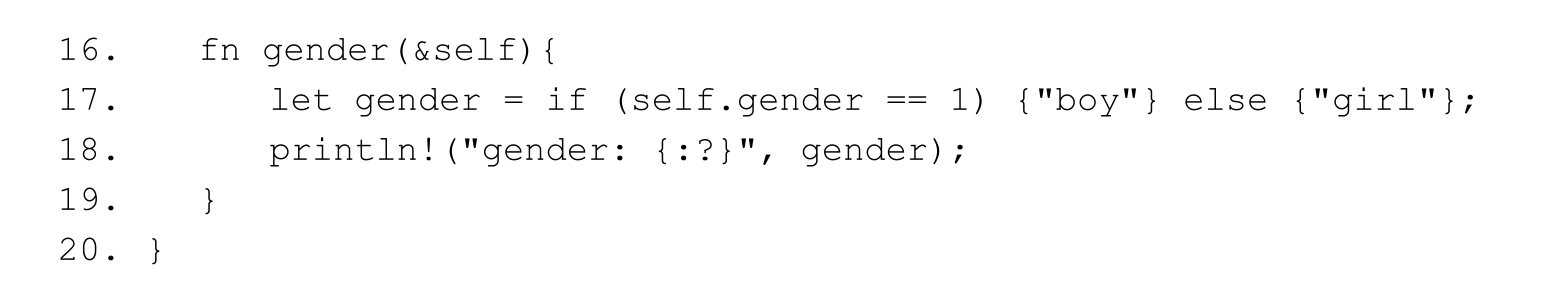 16.    fn gender(&self){
17.       let gender = if (self.gender == 1) {"boy"} else {"girl"};
18.       println!("gender: {:?}", gender);
19.    }
20. }